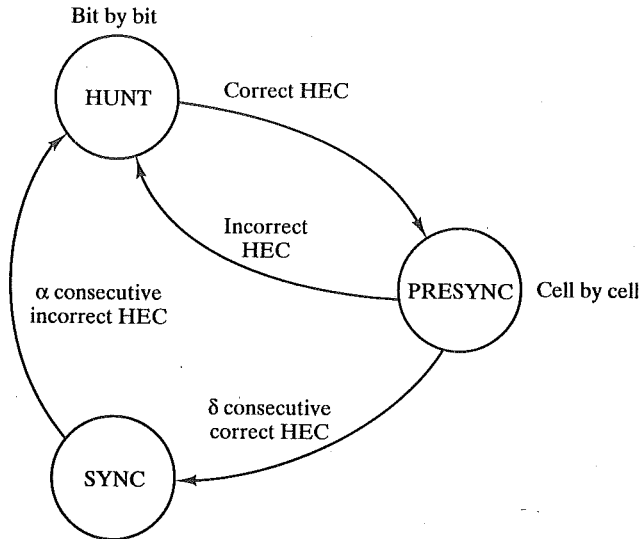 Bit by bit
HUNT
Correct HEC
Incorrect
HEC
PRESYNC
Cell by cell
α consecutive
incorrect HEC
δ consecutive
correct HEC
SYNC